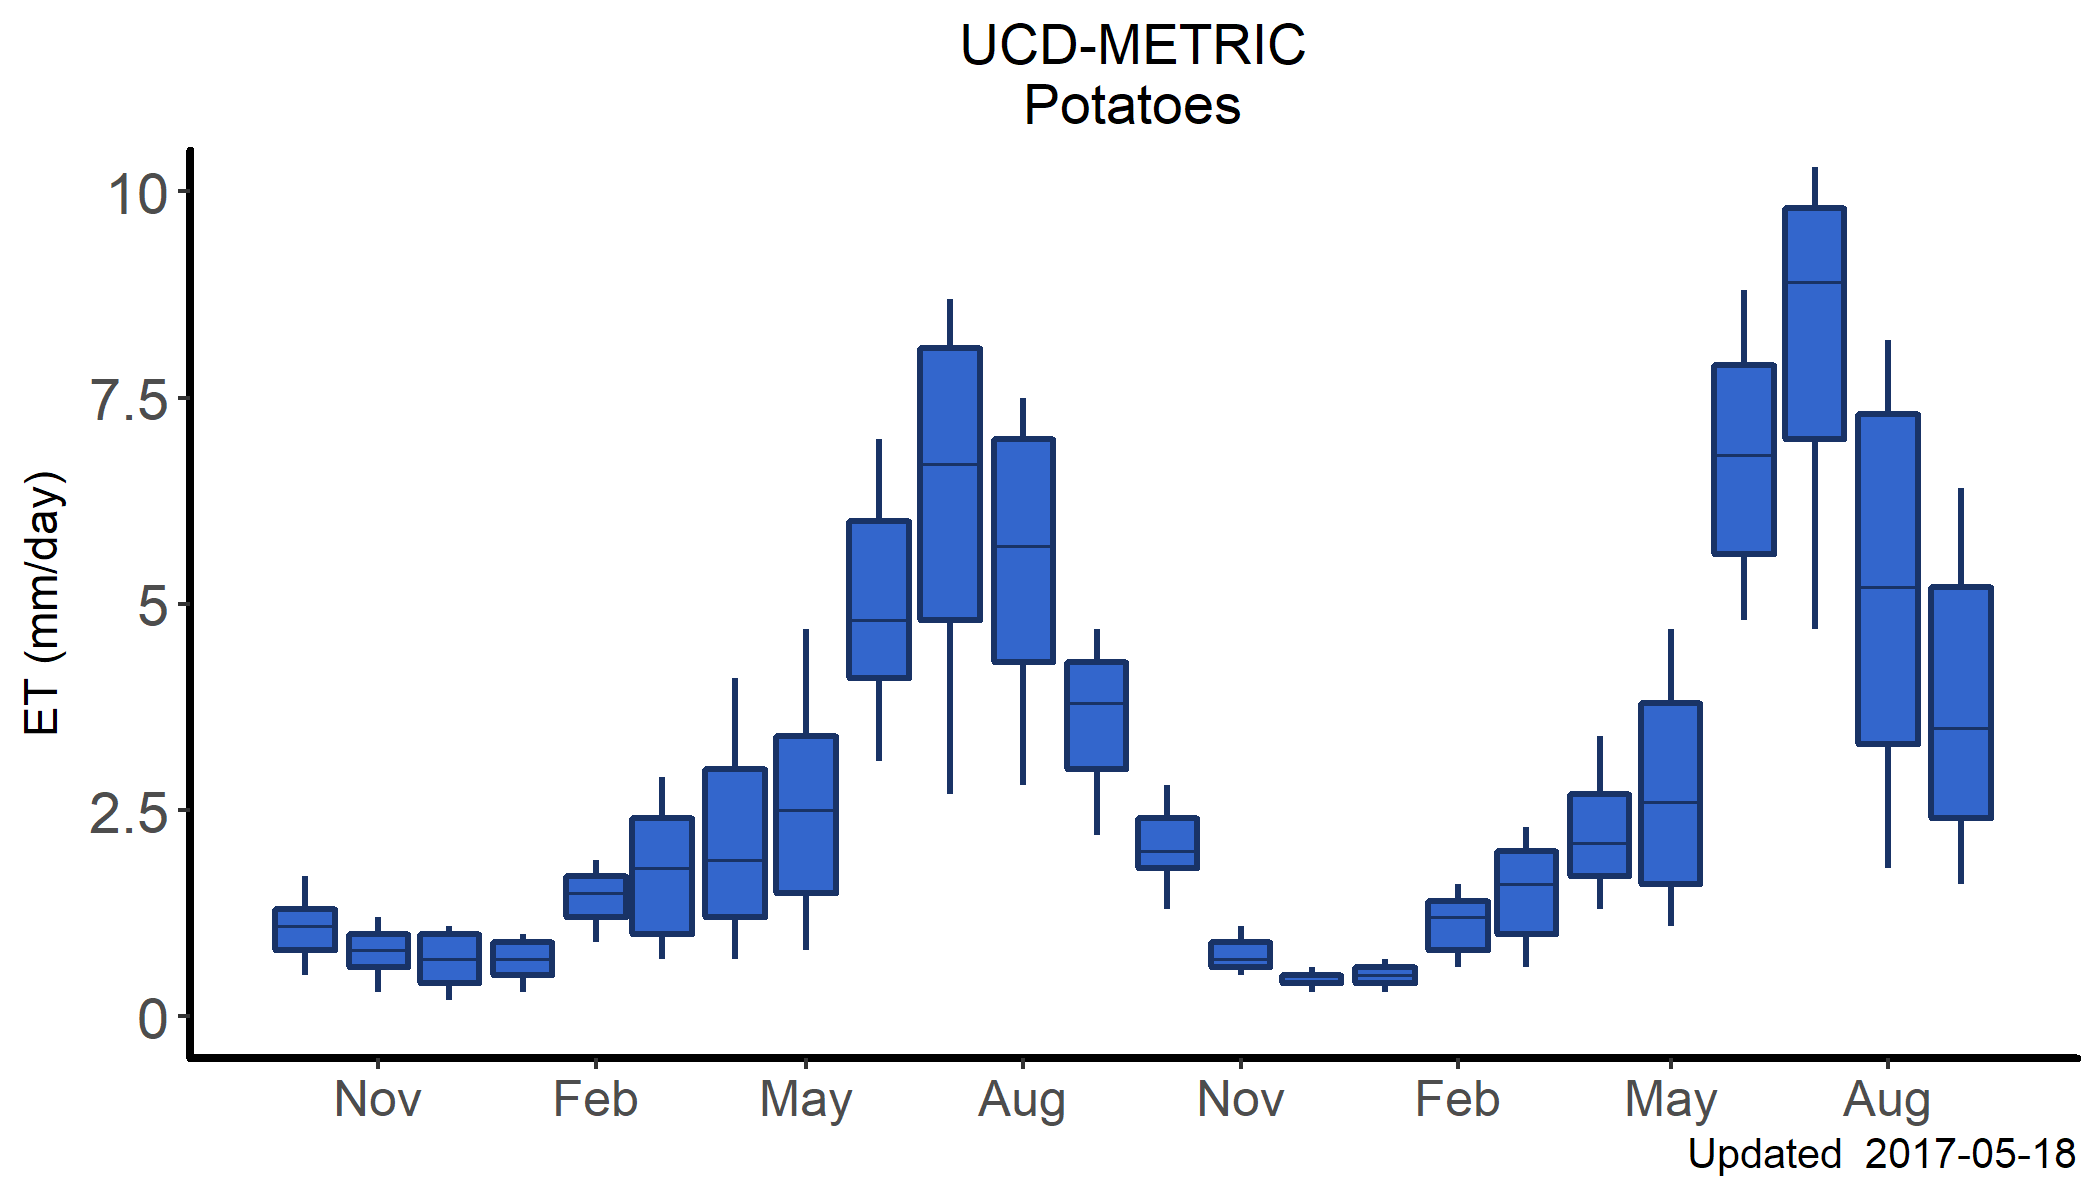 UCD-METRIC
Potatoes
ET (mm/day)
10
7.5
5
2.5
0
Nov Feb May Aug Nov Feb May Aug
Updated 2017-05-18